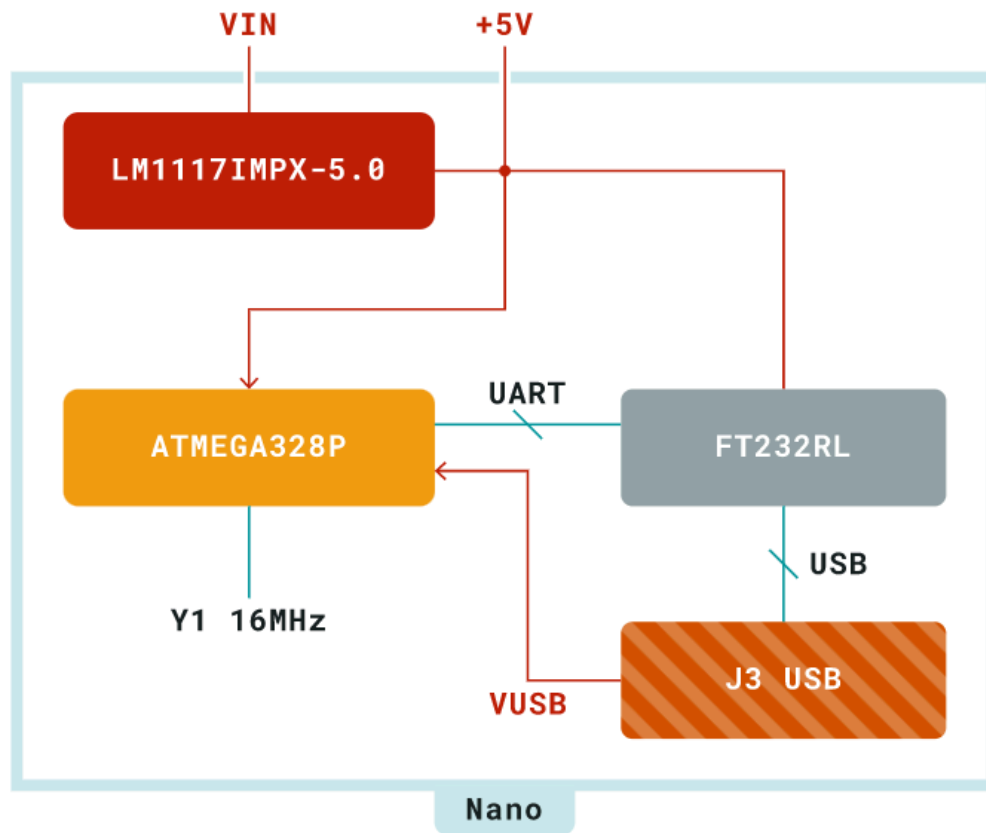 VIN
+5V
LM1117IMPX-5.0
UART
ATMEGA328P
FT232RL
USB
Y1 16MHz
J3 USB
VUSB
Nano